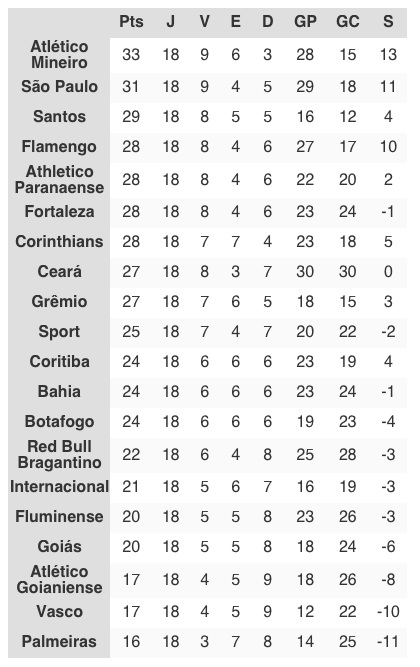 Pts J V E D GP GC S
Atlético
Mineiro 33 18 9 6 3 28 15 13
São Paulo 31 18 9 4 5 29 18 11
Santos 29 18 8 5 5 16 12 4
Flamengo 28 18 8 4 6 27 17 10
Athletico
Paranaense 28 18 8 4 6 22 20 2
Fortaleza 28 18 8 4 6 23 24 -1
Corinthians 28 18 7 7 4 23 18 5
Ceará 27 18 8 3 7 30 30 0
Grêmio 27 18 7 6 5 18 15 3
Sport 25 18 7 4 7 20 22 -2
Coritiba 24 18 6 6 6 23 19 4
Bahia 24 18 6 6 6 23 24 -1
Botafogo 24 18 6 6 6 19 23 -4
Red Bull
Bragantino 22 18 6 4 8 25 28 -3
Internacional 21 18 5 6 7 16 19 -3
Fluminense 20 18 5 5 8 23 26 -3
Goiás 20 18 5 5 8 18 24 -6
Atlético
Goianiense 17 18 4 5 9 18 26 -8
Vasco 17 18 4 5 9 12 22 -10
Palmeiras 16 18 3 7 8 14 25 -11